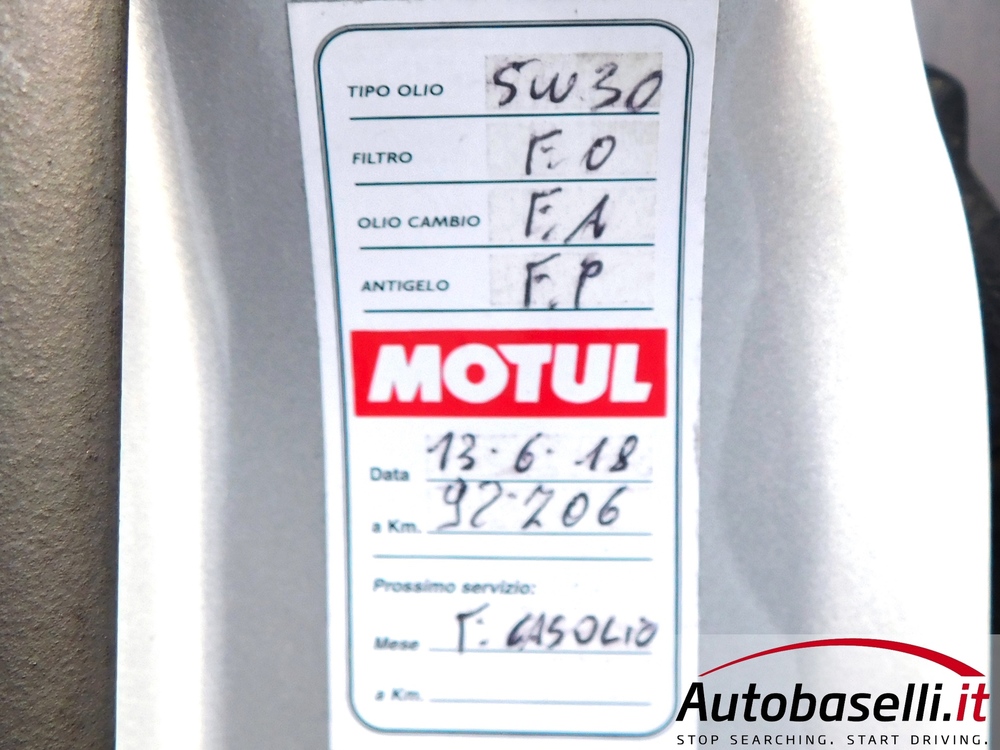 TIPO OLIO 5W30
FILTRO F.O
OLIO CAMBIO F.A
ANTIGELO F.P
MOTUL
Data 13·6·18
a Km. 92·206
Prossimo servizio:
Mese F: GASOLIO
a Km.
Autobaselli.it
STOP SEARCHING. START DRIVING.